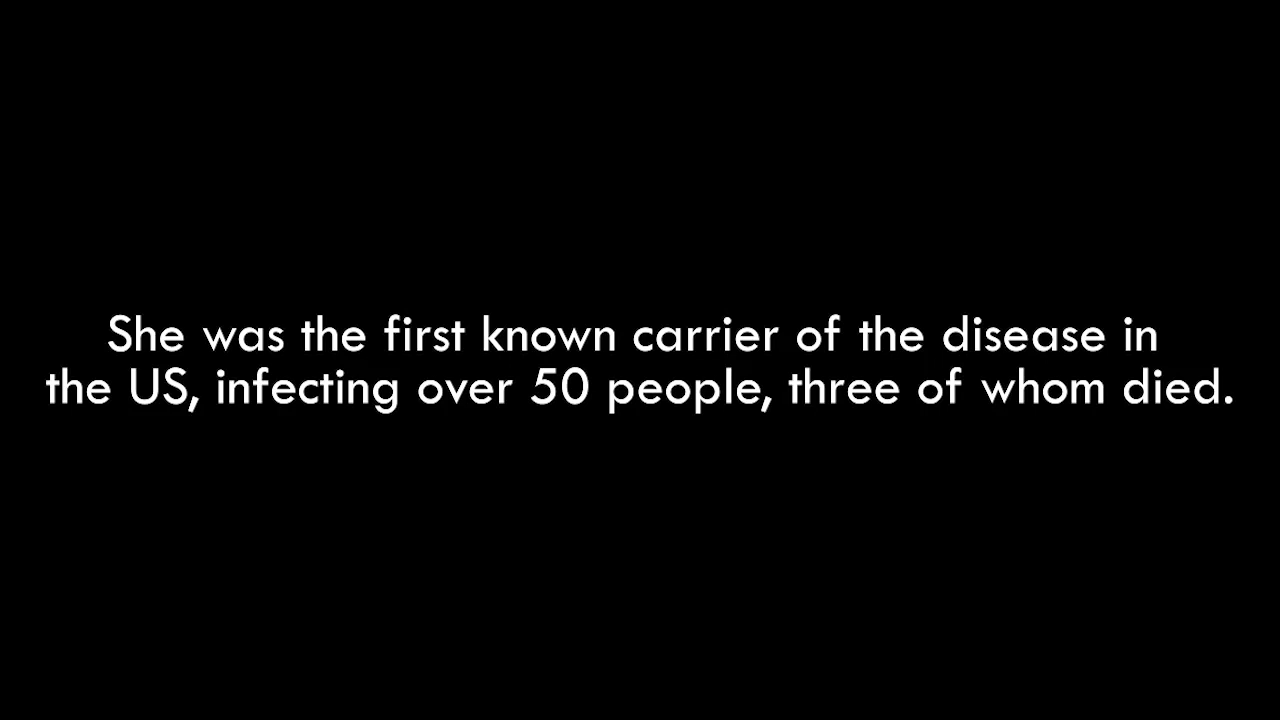 She was the first known carrier of the disease in
the US, infecting over 50 people, three of whom died.